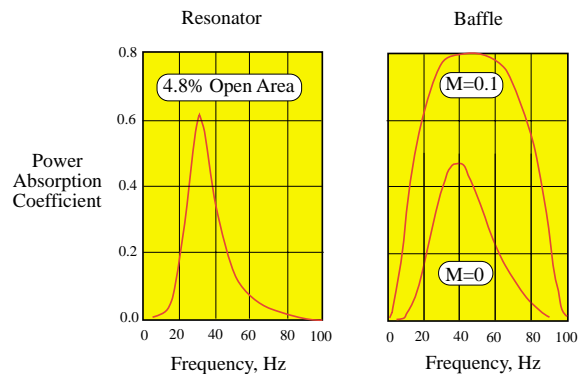 Resonator
Baffle
0.8
0.6
0.4
0.2
0.0
Power
Absorption
Coefficient
4.8% Open Area
M=0.1
M=0
0 20 40 60 80 100
0 20 40 60 80 100
Frequency, Hz
Frequency, Hz